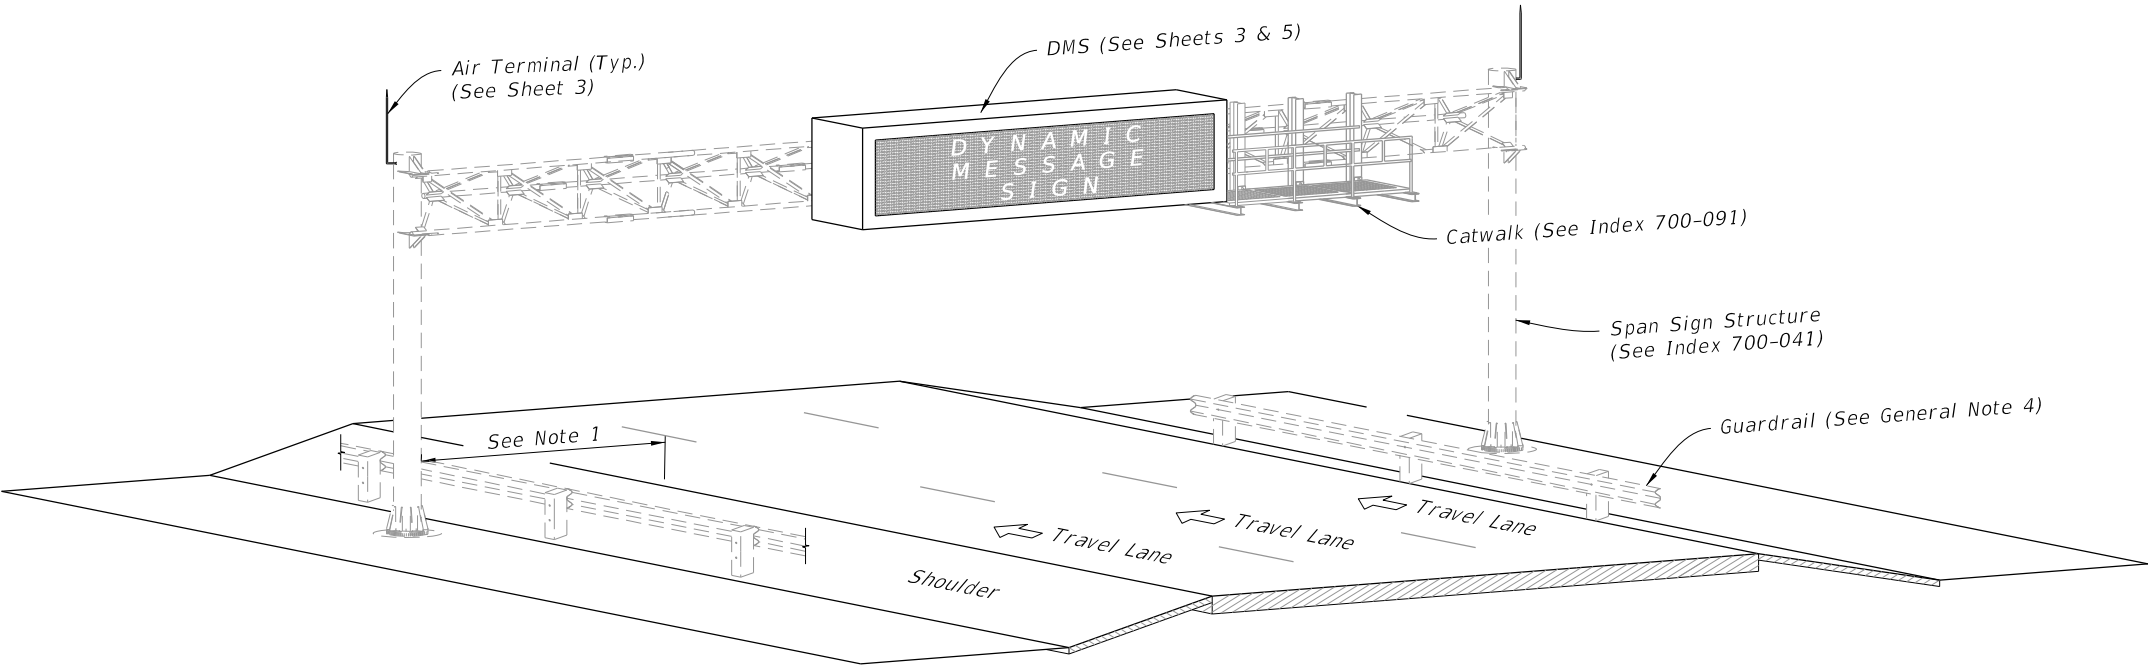 DMS (See Sheets 3 & 5)
Air Terminal (Typ.)
(See Sheet 3)
DYNAMIC
MESSAGE
SIGN
Catwalk (See Index 700-091)
Span Sign Structure
(See Index 700-041)
Guardrail (See General Note 4)
See Note 1
Travel Lane
Travel Lane
Travel Lane
Shoulder